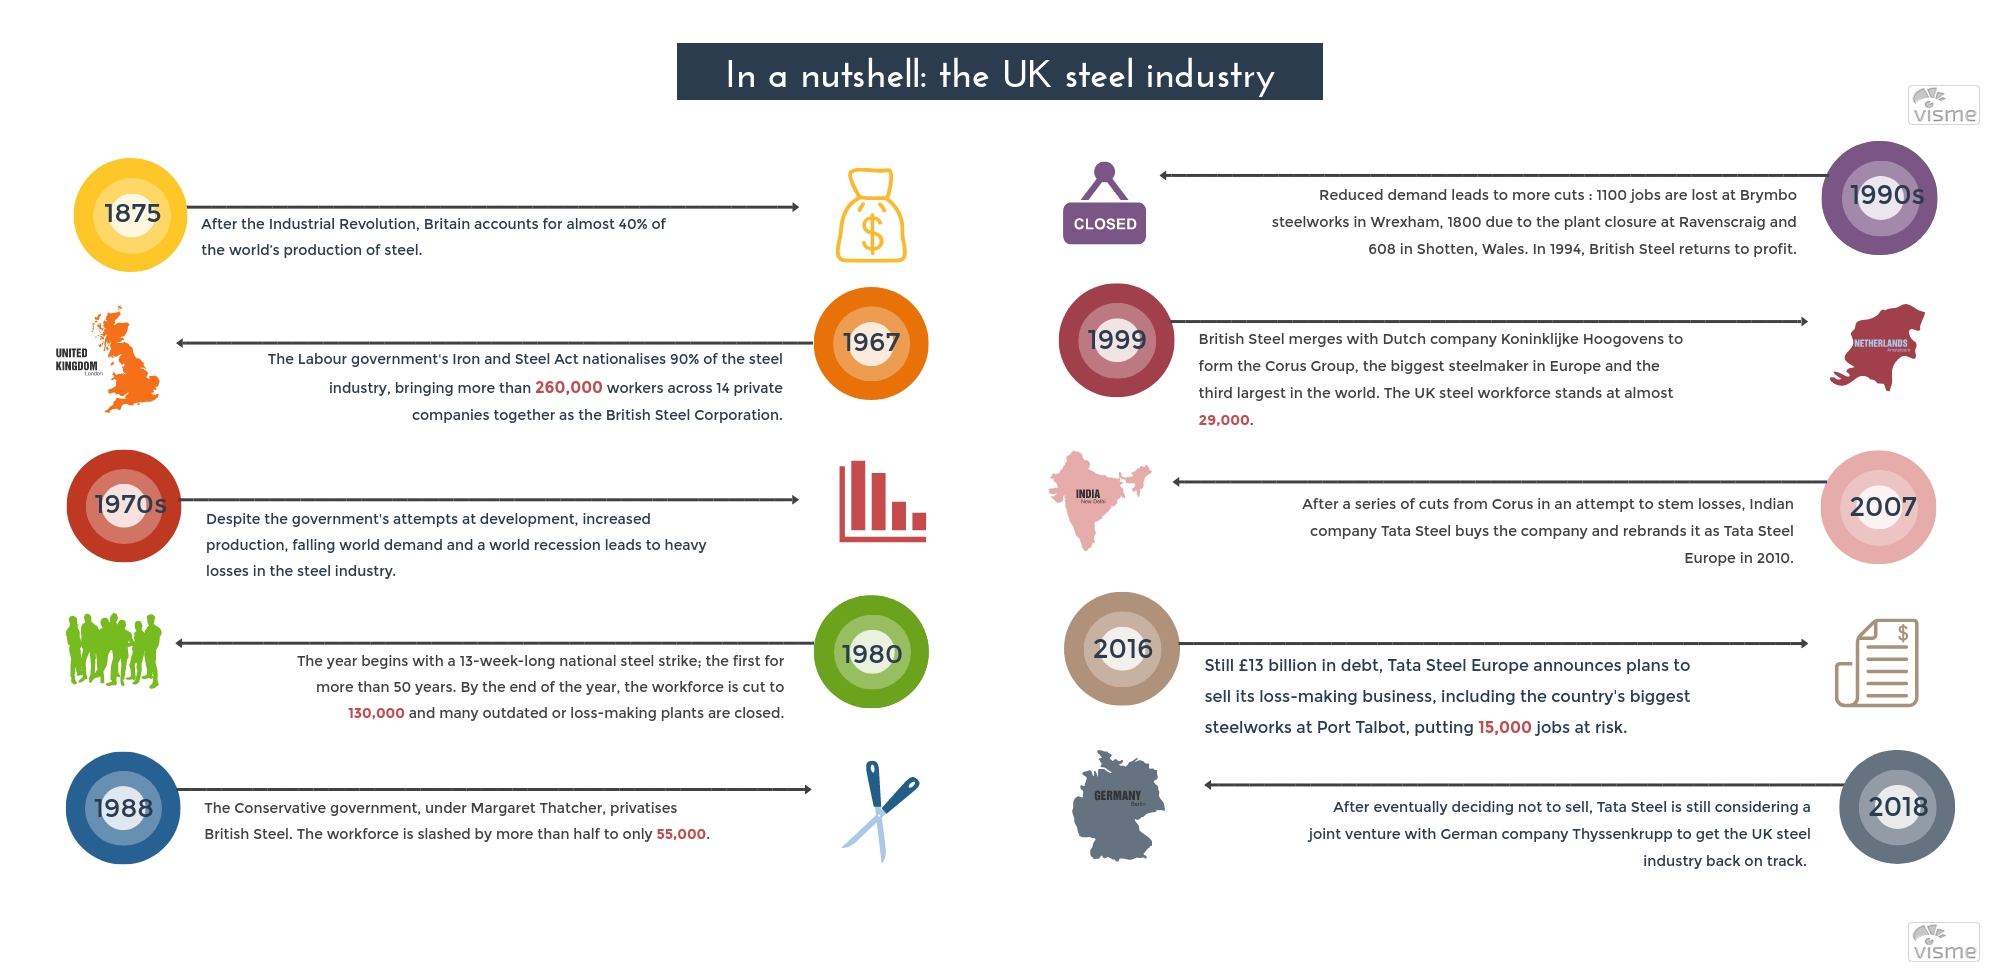 In a nutshell: the UK steel industry
visme
1875
After the Industrial Revolution, Britain accounts for almost 40% of
the world's production of steel.
$
UNITED
KINGDOM
London
1967
The Labour government's Iron and Steel Act nationalises 90% of the steel
industry, bringing more than 260,000 workers across 14 private
companies together as the British Steel Corporation.
1970s
Despite the government's attempts at development, increased
production, falling world demand and a world recession leads to heavy
losses in the steel industry.
1980
The year begins with a 13-week-long national steel strike; the first for
more than 50 years. By the end of the year, the workforce is cut to
130,000 and many outdated or loss-making plants are closed.
1988
The Conservative government, under Margaret Thatcher, privatises
British Steel. The workforce is slashed by more than half to only 55,000.
CLOSED
1990s
Reduced demand leads to more cuts : 1100 jobs are lost at Brymbo
steelworks in Wrexham, 1800 due to the plant closure at Ravenscraig and
608 in Shotten, Wales. In 1994, British Steel returns to profit.
1999
British Steel merges with Dutch company Koninklijke Hoogovens to
form the Corus Group, the biggest steelmaker in Europe and the
third largest in the world. The UK steel workforce stands at almost
29,000.
NETHERLANDS
Amsterdam
INDIA
New Delhi
2007
After a series of cuts from Corus in an attempt to stem losses, Indian
company Tata Steel buys the company and rebrands it as Tata Steel
Europe in 2010.
2016
Still £13 billion in debt, Tata Steel Europe announces plans to
sell its loss-making business, including the country's biggest
steelworks at Port Talbot, putting 15,000 jobs at risk.
$
GERMANY
Berlin
2018
After eventually deciding not to sell, Tata Steel is still considering a
joint venture with German company Thyssenkrupp to get the UK steel
industry back on track.
visme